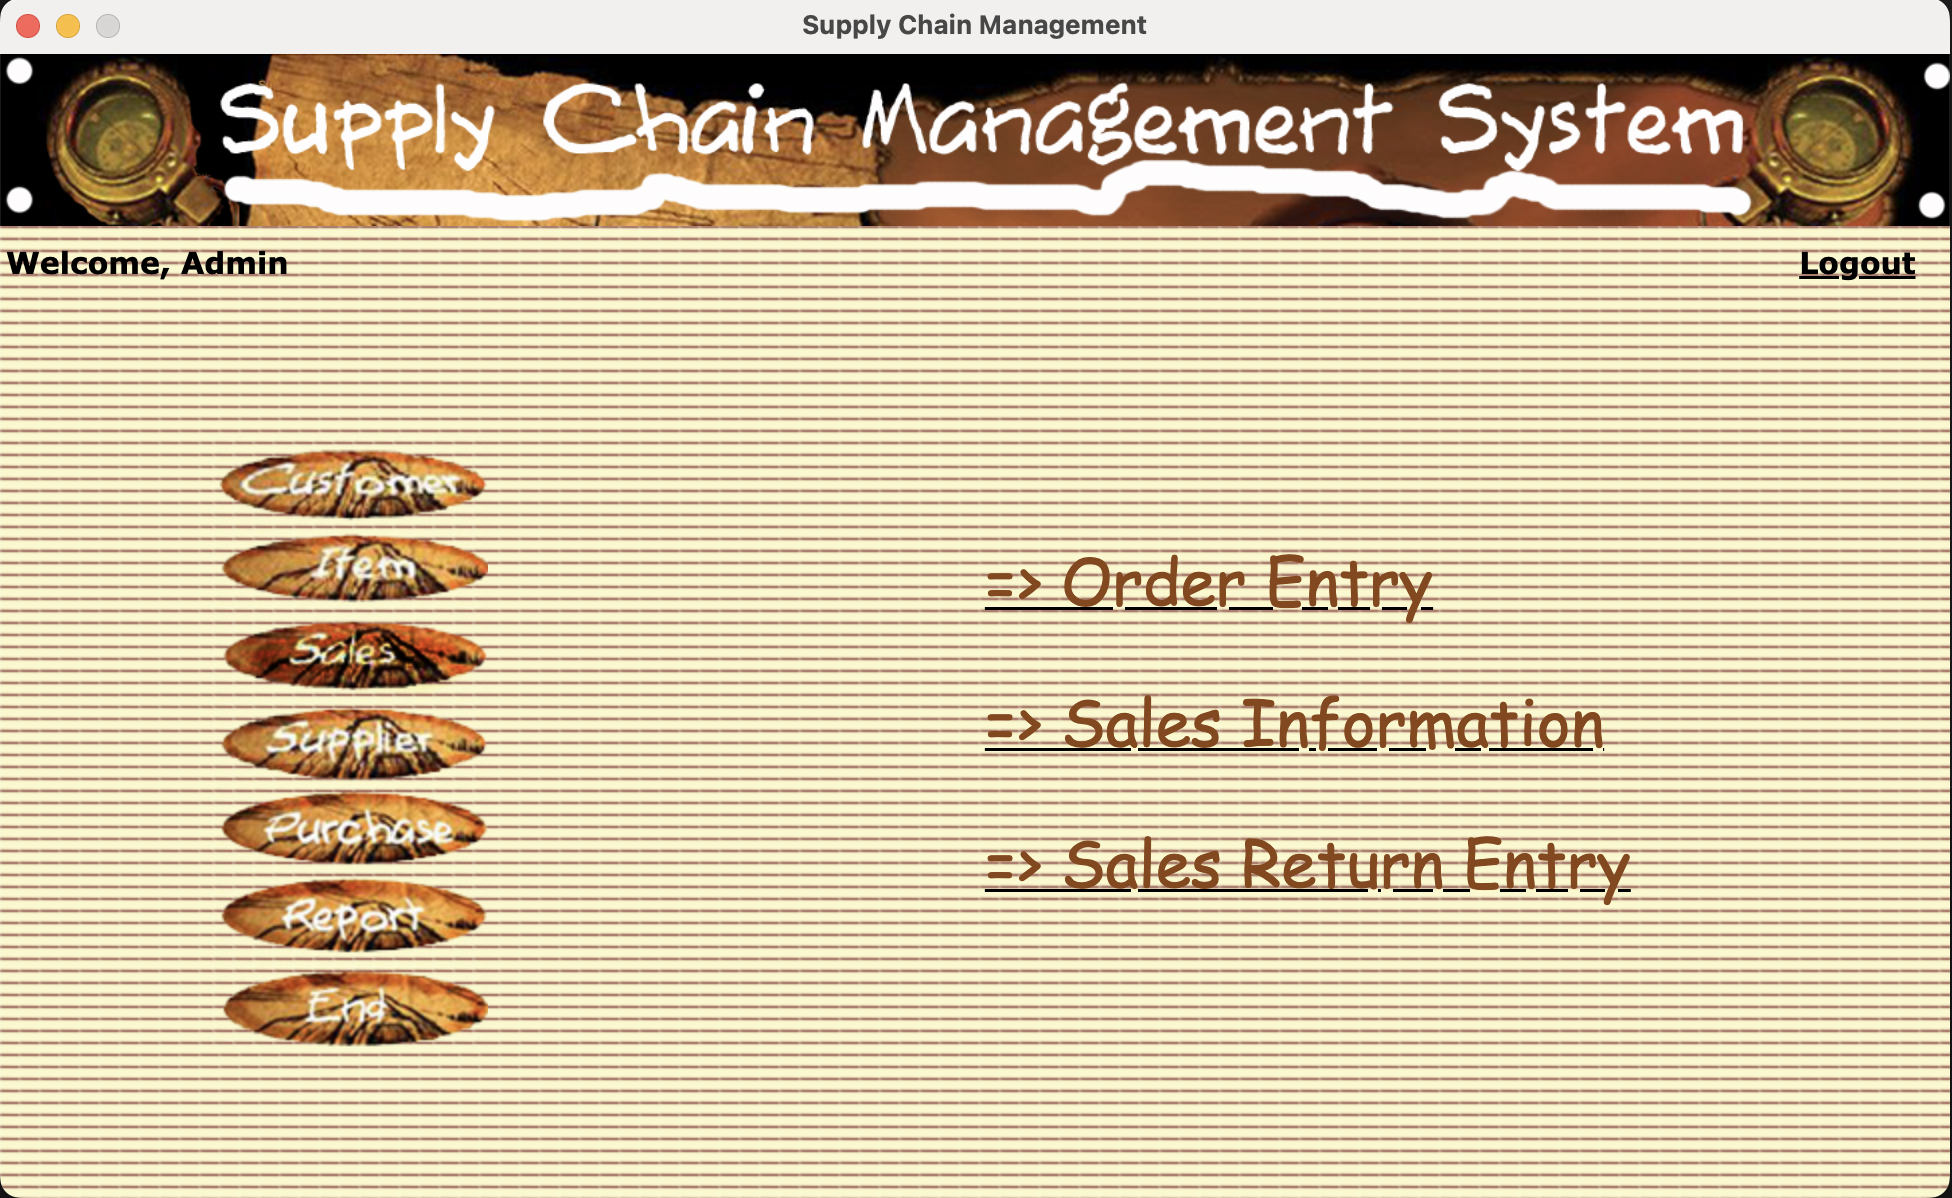 Supply Chain Management
Supply Chain Management System
Welcome, Admin
Logout
Customer
Item
Sales
Supplier
Purchase
Report
End
=> Order Entry
=> Sales Information
=> Sales Return Entry